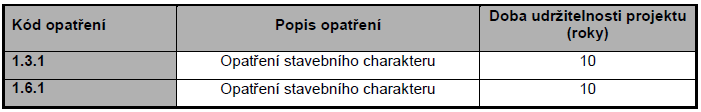 Kód opatření Popis opatření Doba udržitelnosti projektu
(roky)
1.3.1 Opatření stavebního charakteru 10
1.6.1 Opatření stavebního charakteru 10